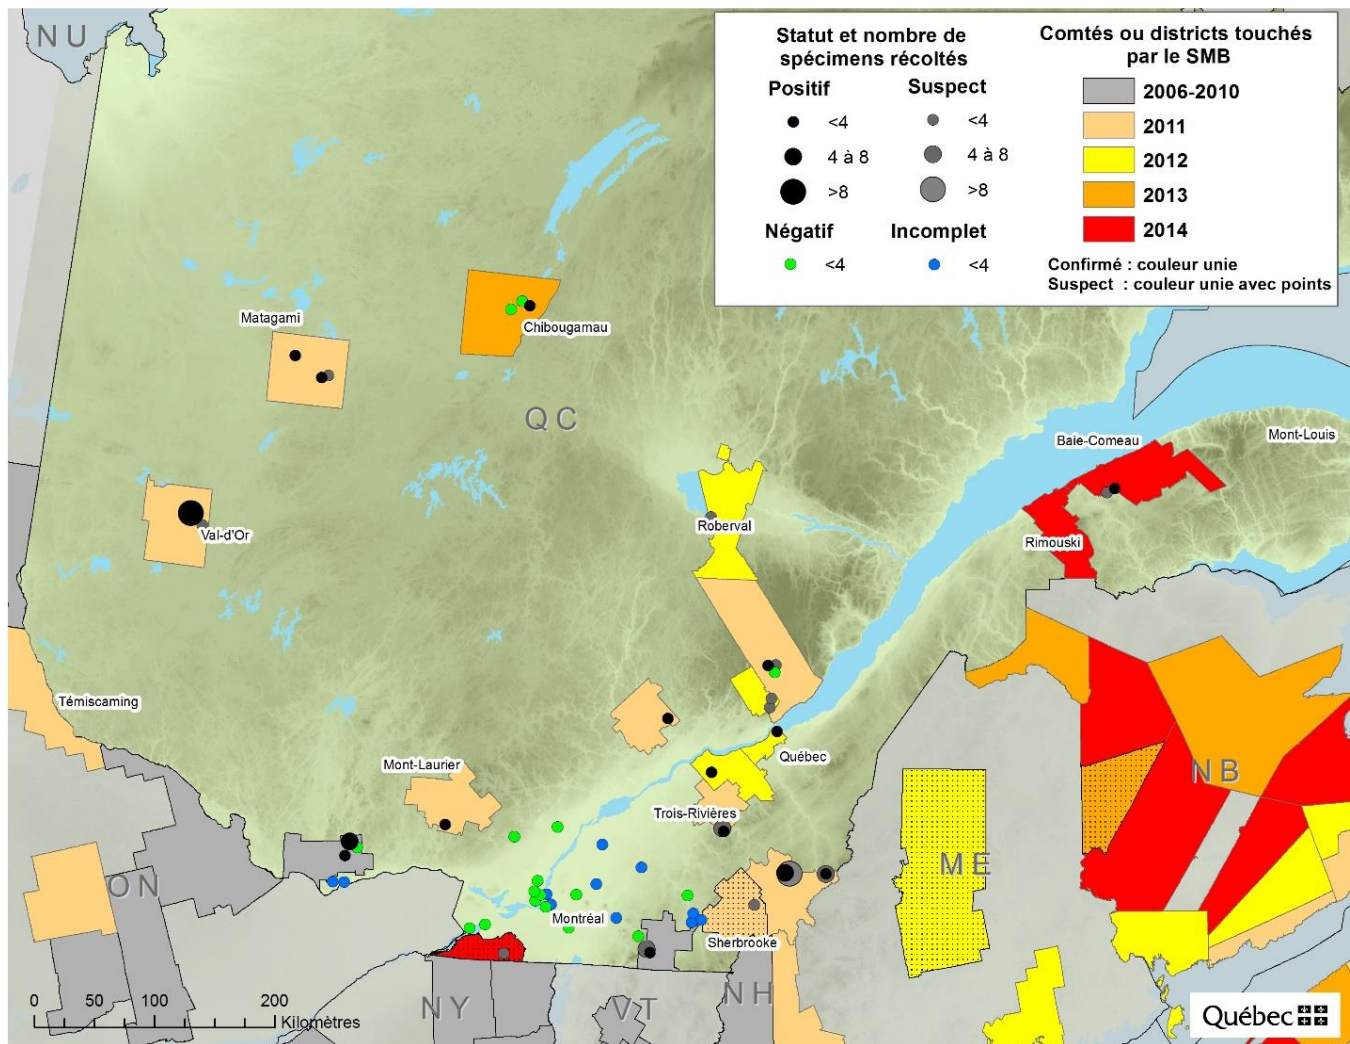 NU
Statut et nombre de
spécimens récoltés
Positif
Suspect
<4
<4
4 à 8
4 à 8
>8
>8
Négatif
Incomplet
<4
<4
Comtés ou districts touchés
par le SMB
2006-2010
2011
2012
2013
2014
Confirmé : couleur unie
Suspect : couleur unie avec points
Matagami
Chibougamau
QC
Baie-Comeau
Mont-Louis
Val-d'Or
Roberval
Rimouski
Témiscaming
Mont-Laurier
Québec
Trois-Rivières
NB
ME
ON
Montréal
Sherbrooke
NY
VT
NH
0 50 100 200
Kilomètres
Québec